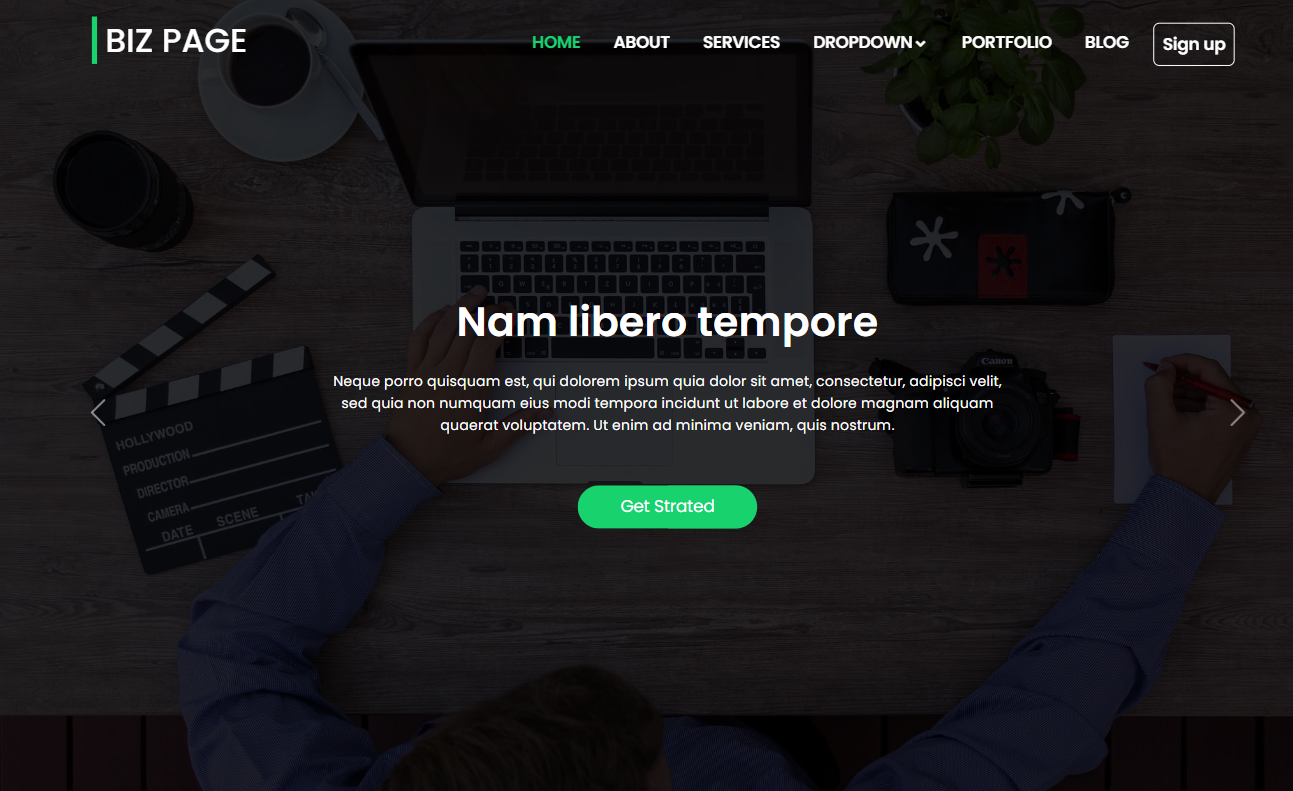 BIZ PAGE
HOME ABOUT SERVICES DROPDOWN PORTFOLIO BLOG Sign up
Canon
Nam libero tempore
Neque porro quisquam est, qui dolorem ipsum quia dolor sit amet, consectetur, adipisci velit,
sed quia non numquam eius modi tempora incidunt ut labore et dolore magnam aliquam
quaerat voluptatem. Ut enim ad minima veniam, quis nostrum.
HOLLYWOOD
PRODUCTION
DIRECTOR
CAMERA
DATE SCENE
Get Strated